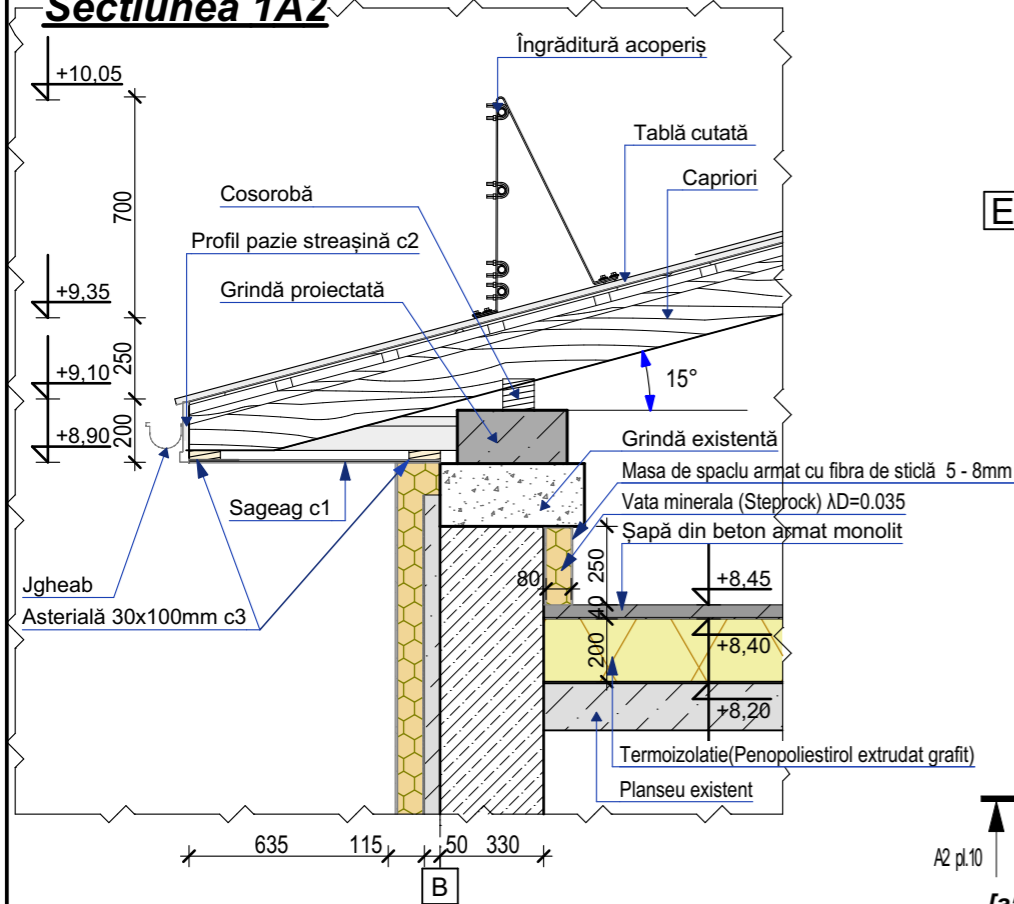 Sectiunea 1A2
Îngrăditură acoperiș
+10,05
Tablă cutată
Capriori
Cosorobă
700
E
Profil pazie streașină c2
Grindă proiectată
+9,35
250
+9,10
15°
200
+8,90
Grindă existentă
Masa de spaclu armat cu fibra de sticlă 5 - 8mm
Vata minerala (Steprock) λD=0.035
Sageag c1
Șapă din beton armat monolit
250
Jgheab
80
+8,45
Asterială 30x100mm c3
40
+8,40
200
+8,20
Termoizolatie(Penopoliestirol extrudat grafit)
Planseu existent
635
115
50
330
B
A2 pl.10